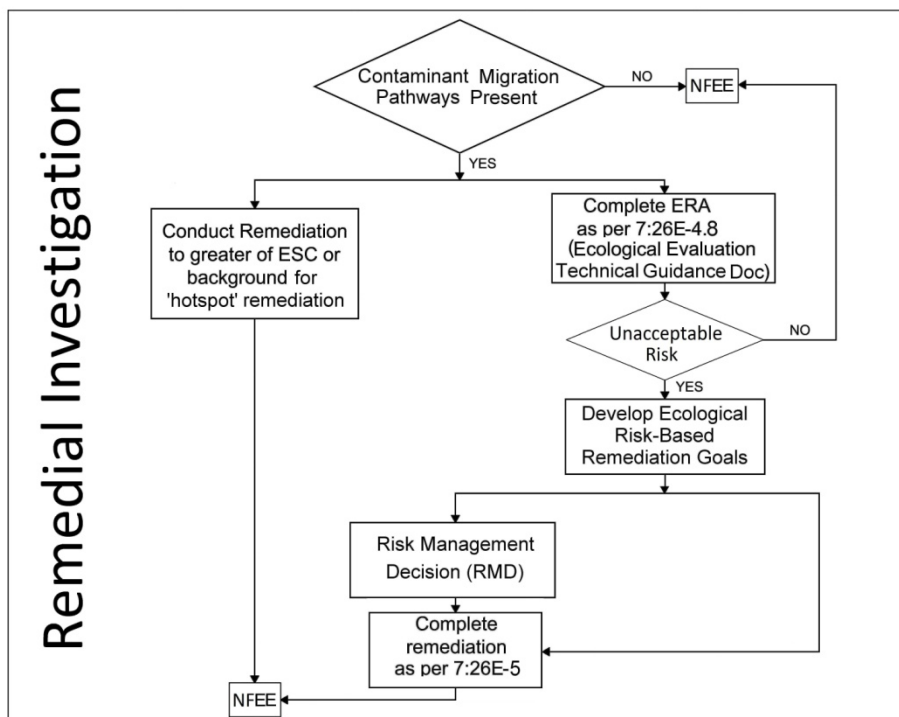 Remedial Investigation
Contaminant Migration
Pathways Present
NO
NFEE
YES
Conduct Remediation
to greater of ESC or
background for
'hotspot' remediation
Complete ERA
as per 7:26E-4.8
(Ecological Evaluation
Technical Guidance Doc)
Unacceptable
Risk
NO
YES
Develop Ecological
Risk-Based
Remediation Goals
Risk Management
Decision (RMD)
Complete
remediation
as per 7:26E-5
NFEE